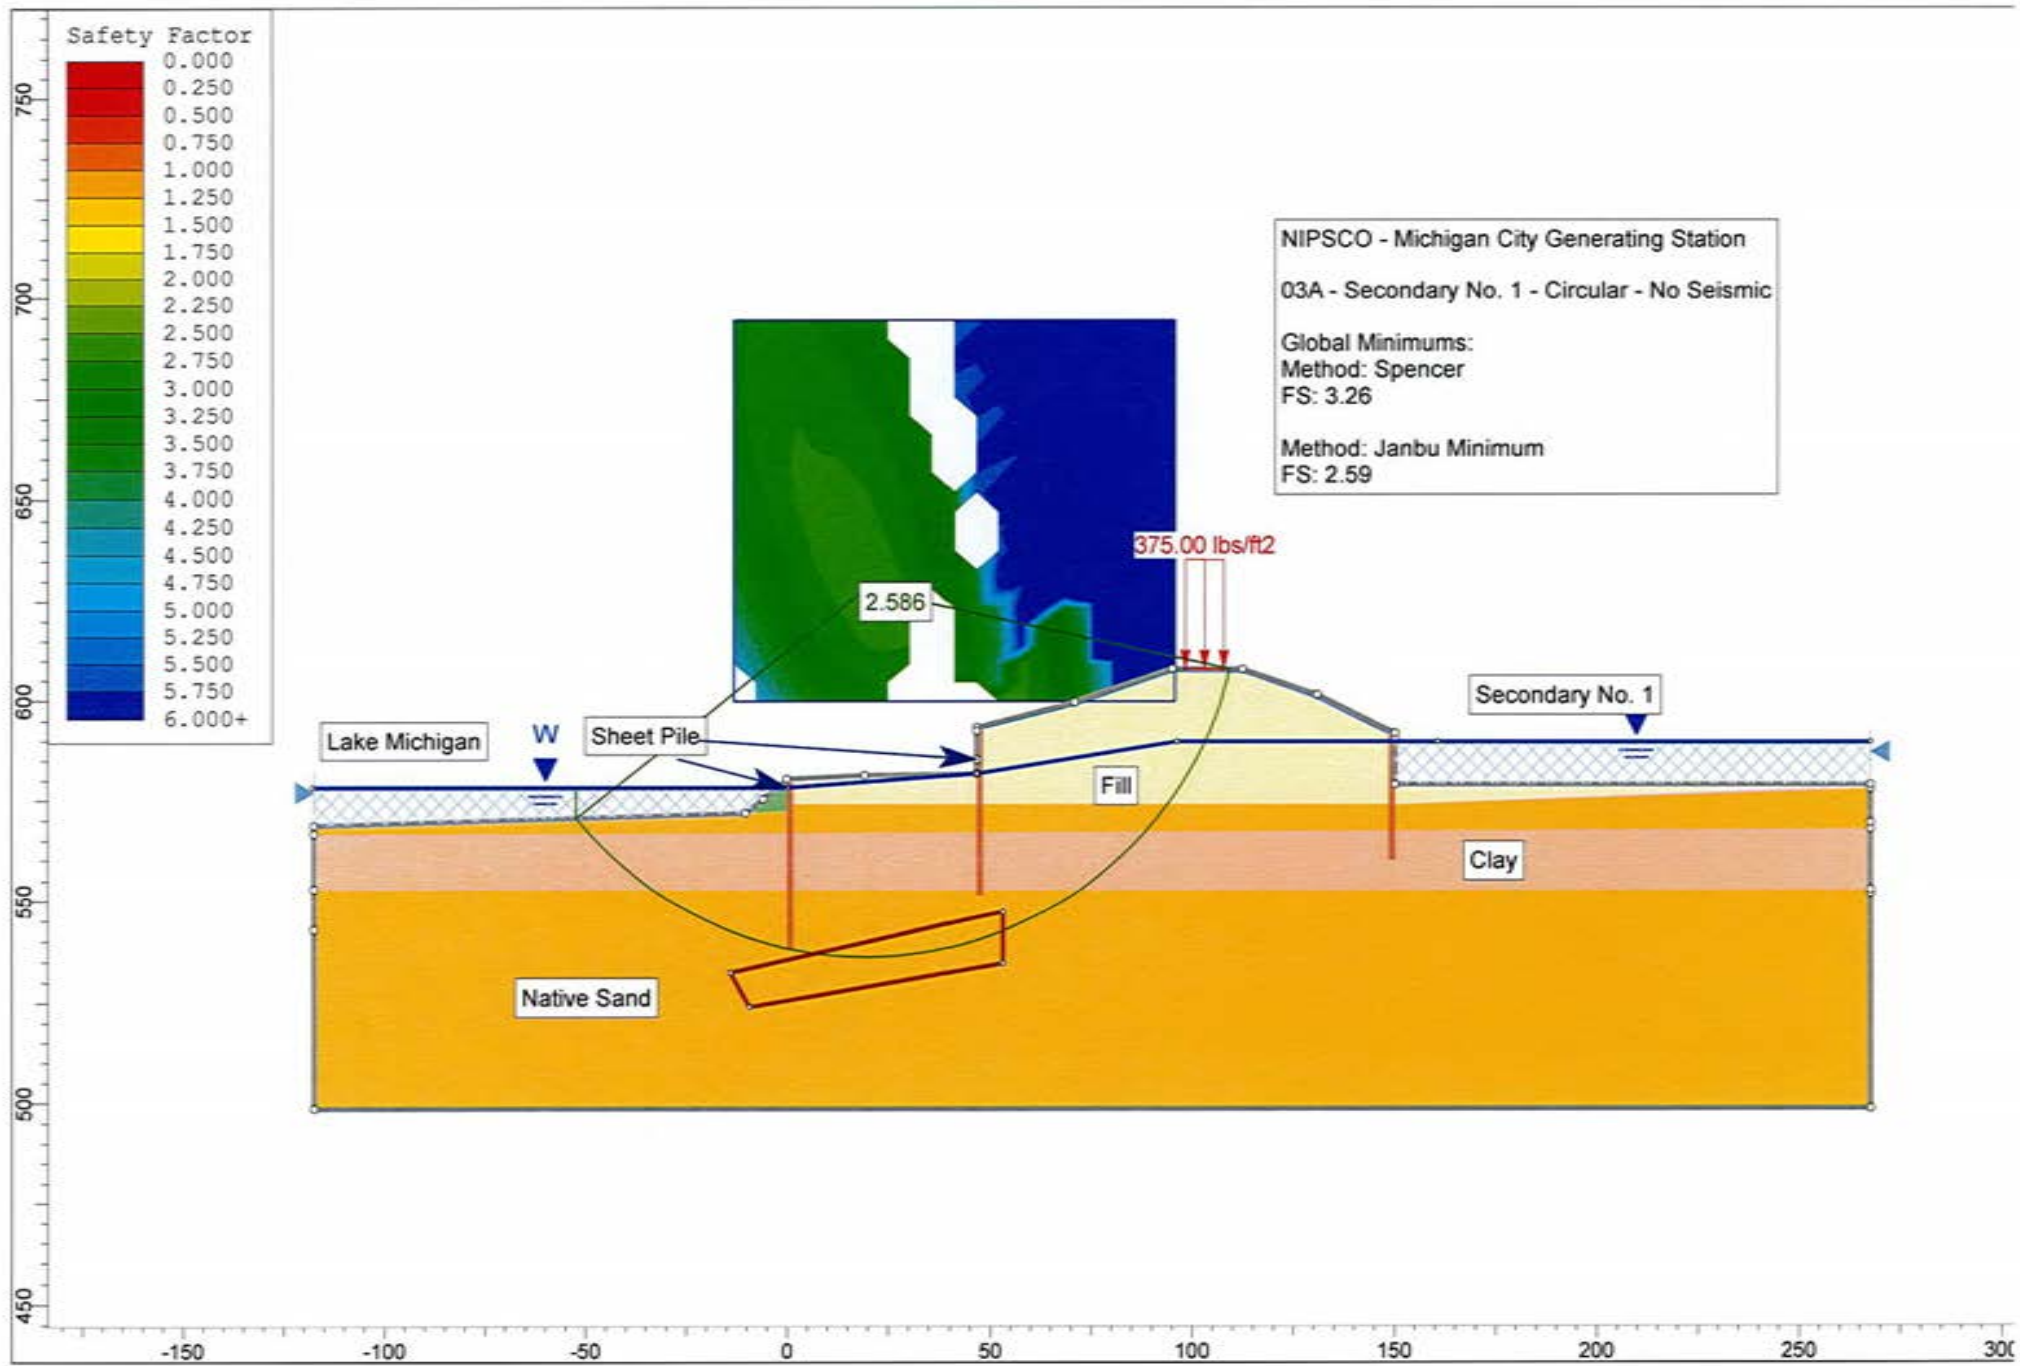 Safety Factor
0.000
0.250
0.500
0.750
1.000
1.250
1.500
1.750
2.000
2.250
2.500
2.750
3.000
3.250
3.500
3.750
4.000
4.250
4.500
4.750
5.000
5.250
5.500
5.750
6.000+
750
700
650
600
550
500
450
NIPSCO - Michigan City Generating Station
03A - Secondary No. 1 - Circular - No Seismic
Global Minimums:
Method: Spencer
FS: 3.26
Method: Janbu Minimum
FS: 2.59
375.00 lbs/ft2
2.586
Secondary No. 1
Lake Michigan
W
Sheet Pile
Fill
Clay
Native Sand
-150
-100
-50
0
50
100
150
200
250
300